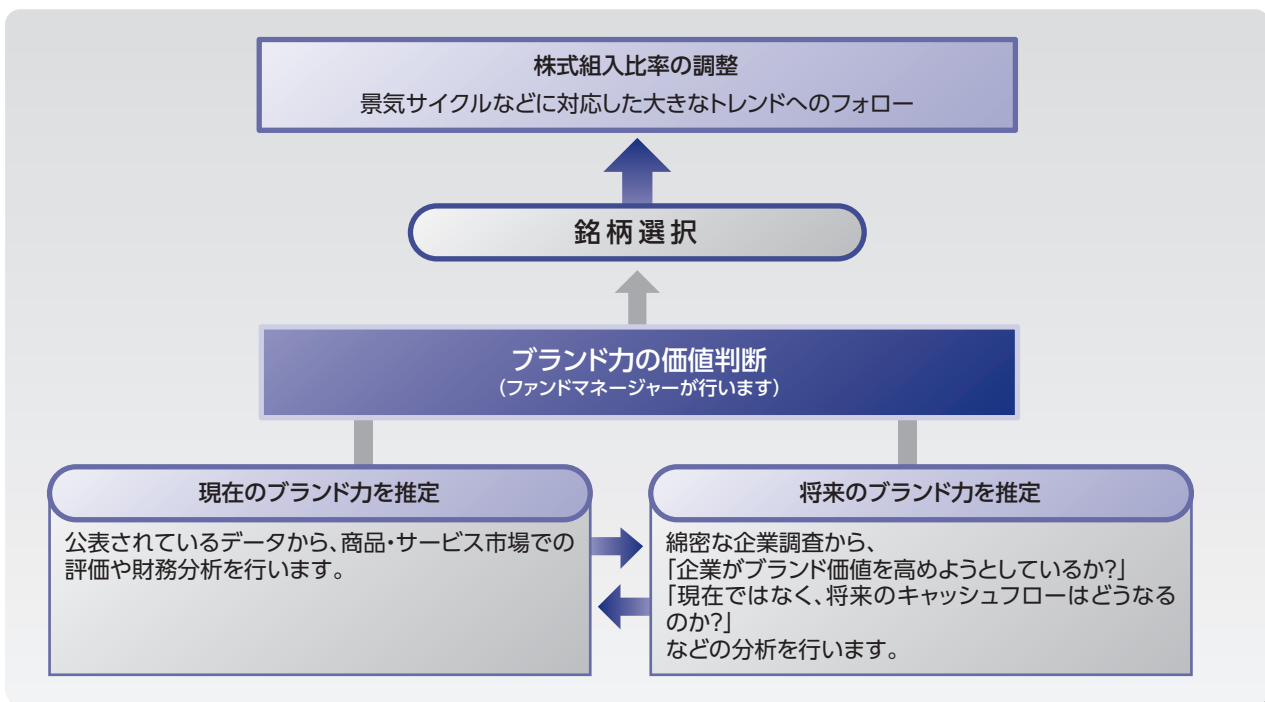 株式組入比率の調整
景気サイクルなどに対応した大きなトレンドへのフォロー
銘柄選択
ブランド力の価値判断
(ファンドマネージャーが行います)
現在のブランド力を推定
公表されているデータから、商品・サービス市場での
評価や財務分析を行います。
将来のブランド力を推定
綿密な企業調査から、
「企業がブランド価値を高めようとしているか?」
「現在ではなく、将来のキャッシュフローはどうなる
のか?」
などの分析を行います。